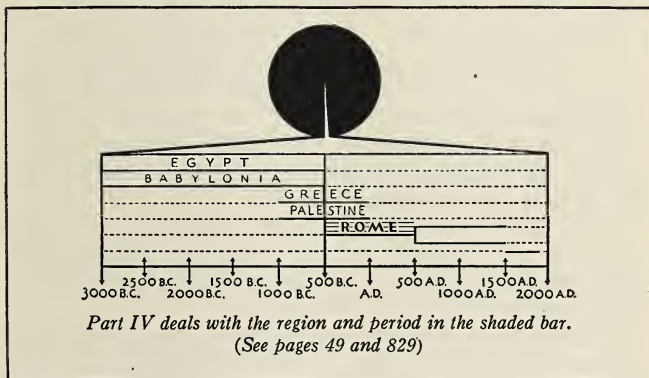 EGYPT
BABYLONIA
GREECE
PALESTINE
ROME
2500 B.C. 1500 B.C. 500 B.C. 500 A.D. 1500 A.D.
3000 B.C. 2000 B.C. 1000 B.C. A.D. 1000 A.D. 2000 A.D.
Part IV deals with the region and period in the shaded bar.
(See pages 49 and 829)